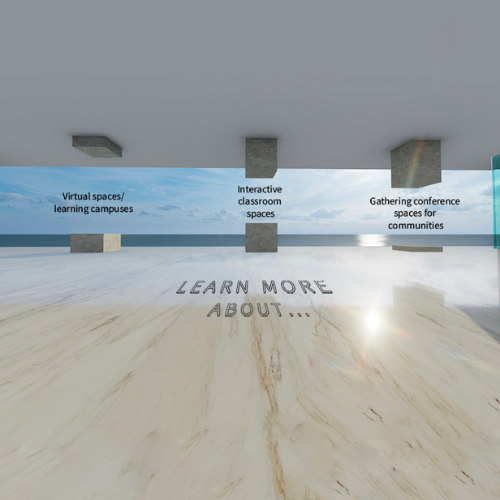 Virtual spaces/
learning campuses
Interactive
classroom
spaces
Gathering conference
spaces for
communities
LEARN MORE
ABOUT...